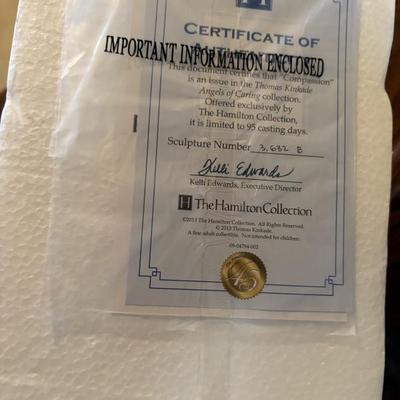 CERTIFICATE OF
IMPORTANT INFORMATION ENCLOSED
This document certifies that "Compassion"
is an issue in the Thomas Kinkade
Angels of Caring collection.
Offered exclusively by
The Hamilton Collection,
it is limited to 95 casting days.
Sculpture Number 3,632 B
Kelli Edwards
Kelli Edwards, Executive Director
H The Hamilton Collection
©2013 The Hamilton Collection. All Rights Reserved.
© 2013 Thomas Kinkade.
A fine adult collectible. Not intended for children.
09-04794-002